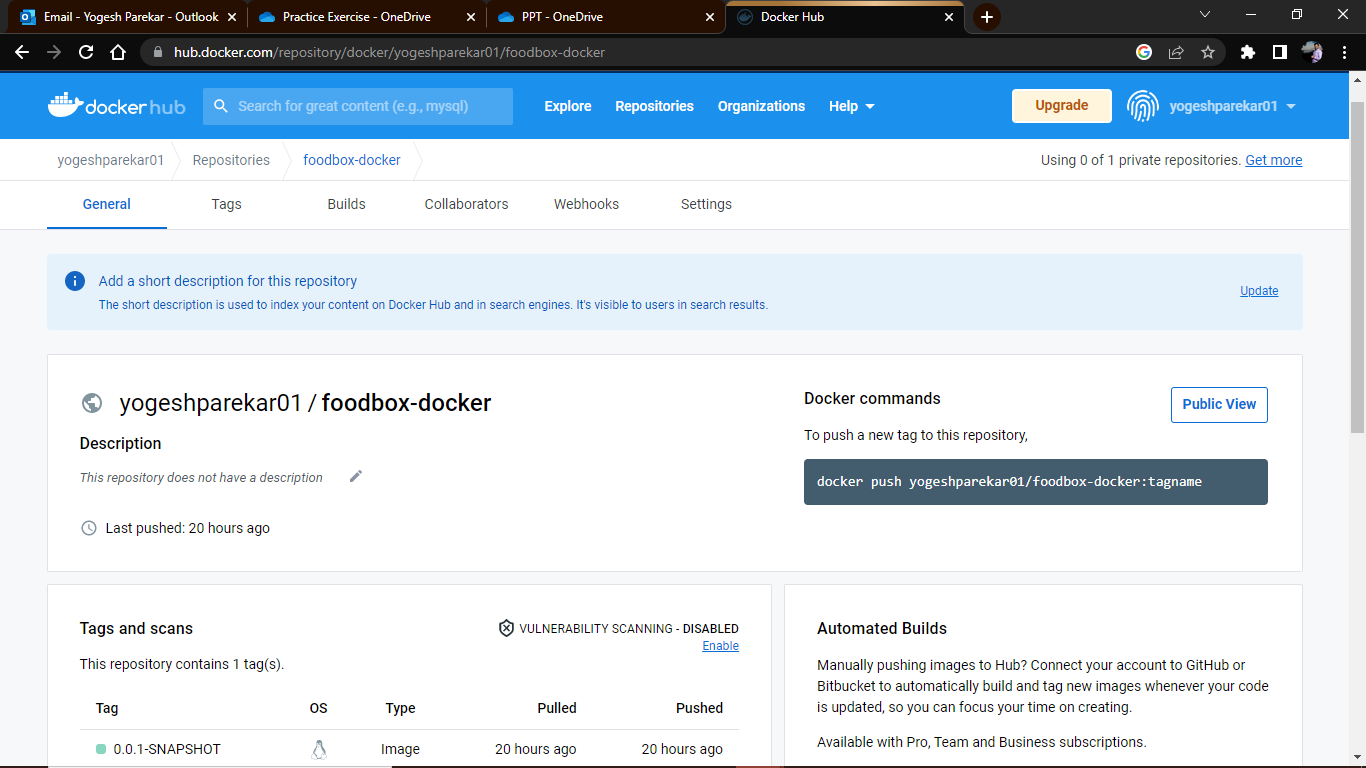 Email - Yogesh Parekar - Outlook
Practice Exercise - OneDrive
PPT - OneDrive
Docker Hub
hub.docker.com/repository/docker/yogeshparekar01/foodbox-docker
dockerhub
Search for great content (e.g., mysql)
Explore
Repositories
Organizations
Help
Upgrade
yogeshparekar01
yogeshparekar01
Repositories
foodbox-docker
Using 0 of 1 private repositories. Get more
General
Tags
Builds
Collaborators
Webhooks
Settings
Add a short description for this repository
The short description is used to index your content on Docker Hub and in search engines. It's visible to users in search results.
Update
yogeshparekar01 / foodbox-docker
Description
This repository does not have a description
Last pushed: 20 hours ago
Docker commands
Public View
To push a new tag to this repository,
docker push yogeshparekar01/foodbox-docker:tagname
Tags and scans
VULNERABILITY SCANNING - DISABLED
Enable
This repository contains 1 tag(s).
Tag OS Type Pulled Pushed
0.0.1-SNAPSHOT Image 20 hours ago 20 hours ago
Automated Builds
Manually pushing images to Hub? Connect your account to GitHub or
Bitbucket to automatically build and tag new images whenever your code
is updated, so you can focus your time on creating.
Available with Pro, Team and Business subscriptions.